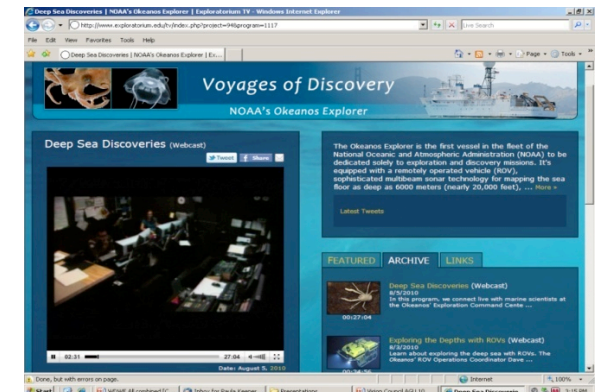 Deep Sea Discoveries | NOAA's Okeanos Explorer | Exploratorium TV - Windows Internet Explorer
http://www.exploratorium.edu/tv/index.php?project=94&program=1117
Live Search
File Edit View Favorites Tools Help
Deep Sea Discoveries | NOAA's Okeanos Explorer | Ex...
Page Tools
Voyages of Discovery
NOAA's Okeanos Explorer
Deep Sea Discoveries (Webcast)
Tweet Share
02:31 27:04
Date: August 5, 2010
The Okeanos Explorer is the first vessel in the fleet of the
National Oceanic and Atmospheric Administration (NOAA) to be
dedicated solely to exploration and discovery missions. It's
equipped with a remotely operated vehicle (ROV),
sophisticated multibeam sonar technology for mapping the sea
floor as deep as 6000 meters (nearly 20,000 feet), ... More »
Latest Tweets
FEATURED ARCHIVE LINKS
Deep Sea Discoveries (Webcast)
8/5/2010
In this program, we connect live with marine scientists at
the Okeanos' Exploration Command Cente ...
00:27:04
Exploring the Depths with ROVs (Webcast)
8/3/2010
Learn about exploring the deep sea with ROVs. The
Okeanos' ROV Operations Coordinator Dave ...
Done, but with errors on page.
Internet
100%
Start
Presentations
Deep Sea Discoveries
3:15 AM